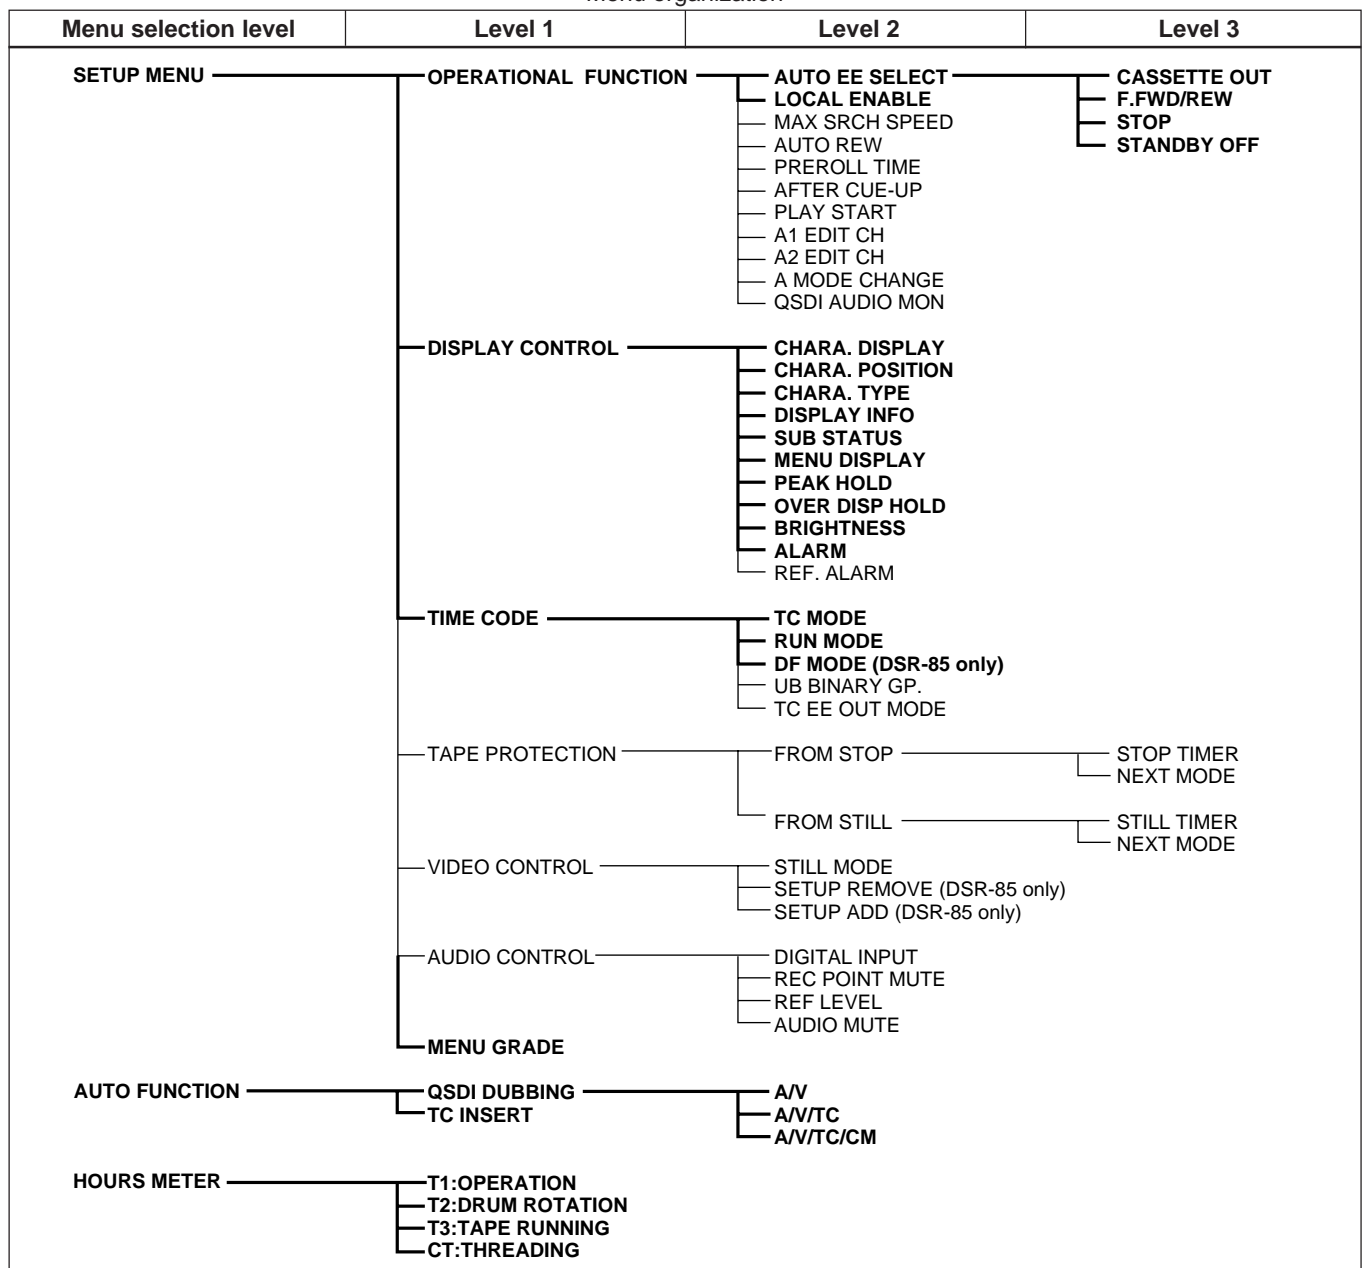 Menu organization
Menu selection level Level 1 Level 2 Level 3
SETUP MENU OPERATIONAL FUNCTION AUTO EE SELECT CASSETTE OUT
LOCAL ENABLE F.FWD/REW
MAX SRCH SPEED STOP
AUTO REW STANDBY OFF
PREROLL TIME
AFTER CUE-UP
PLAY START
A1 EDIT CH
A2 EDIT CH
A MODE CHANGE
QSDI AUDIO MON
DISPLAY CONTROL CHARA. DISPLAY
CHARA. POSITION
CHARA. TYPE
DISPLAY INFO
SUB STATUS
MENU DISPLAY
PEAK HOLD
OVER DISP HOLD
BRIGHTNESS
ALARM
REF. ALARM
TIME CODE TC MODE
RUN MODE
DF MODE (DSR-85 only)
UB BINARY GP.
TC EE OUT MODE
TAPE PROTECTION FROM STOP STOP TIMER
NEXT MODE
FROM STILL STILL TIMER
NEXT MODE
VIDEO CONTROL STILL MODE
SETUP REMOVE (DSR-85 only)
SETUP ADD (DSR-85 only)
AUDIO CONTROL DIGITAL INPUT
REC POINT MUTE
REF LEVEL
AUDIO MUTE
MENU GRADE
AUTO FUNCTION QSDI DUBBING A/V
TC INSERT A/V/TC
A/V/TC/CM
HOURS METER T1:OPERATION
T2:DRUM ROTATION
T3:TAPE RUNNING
CT:THREADING